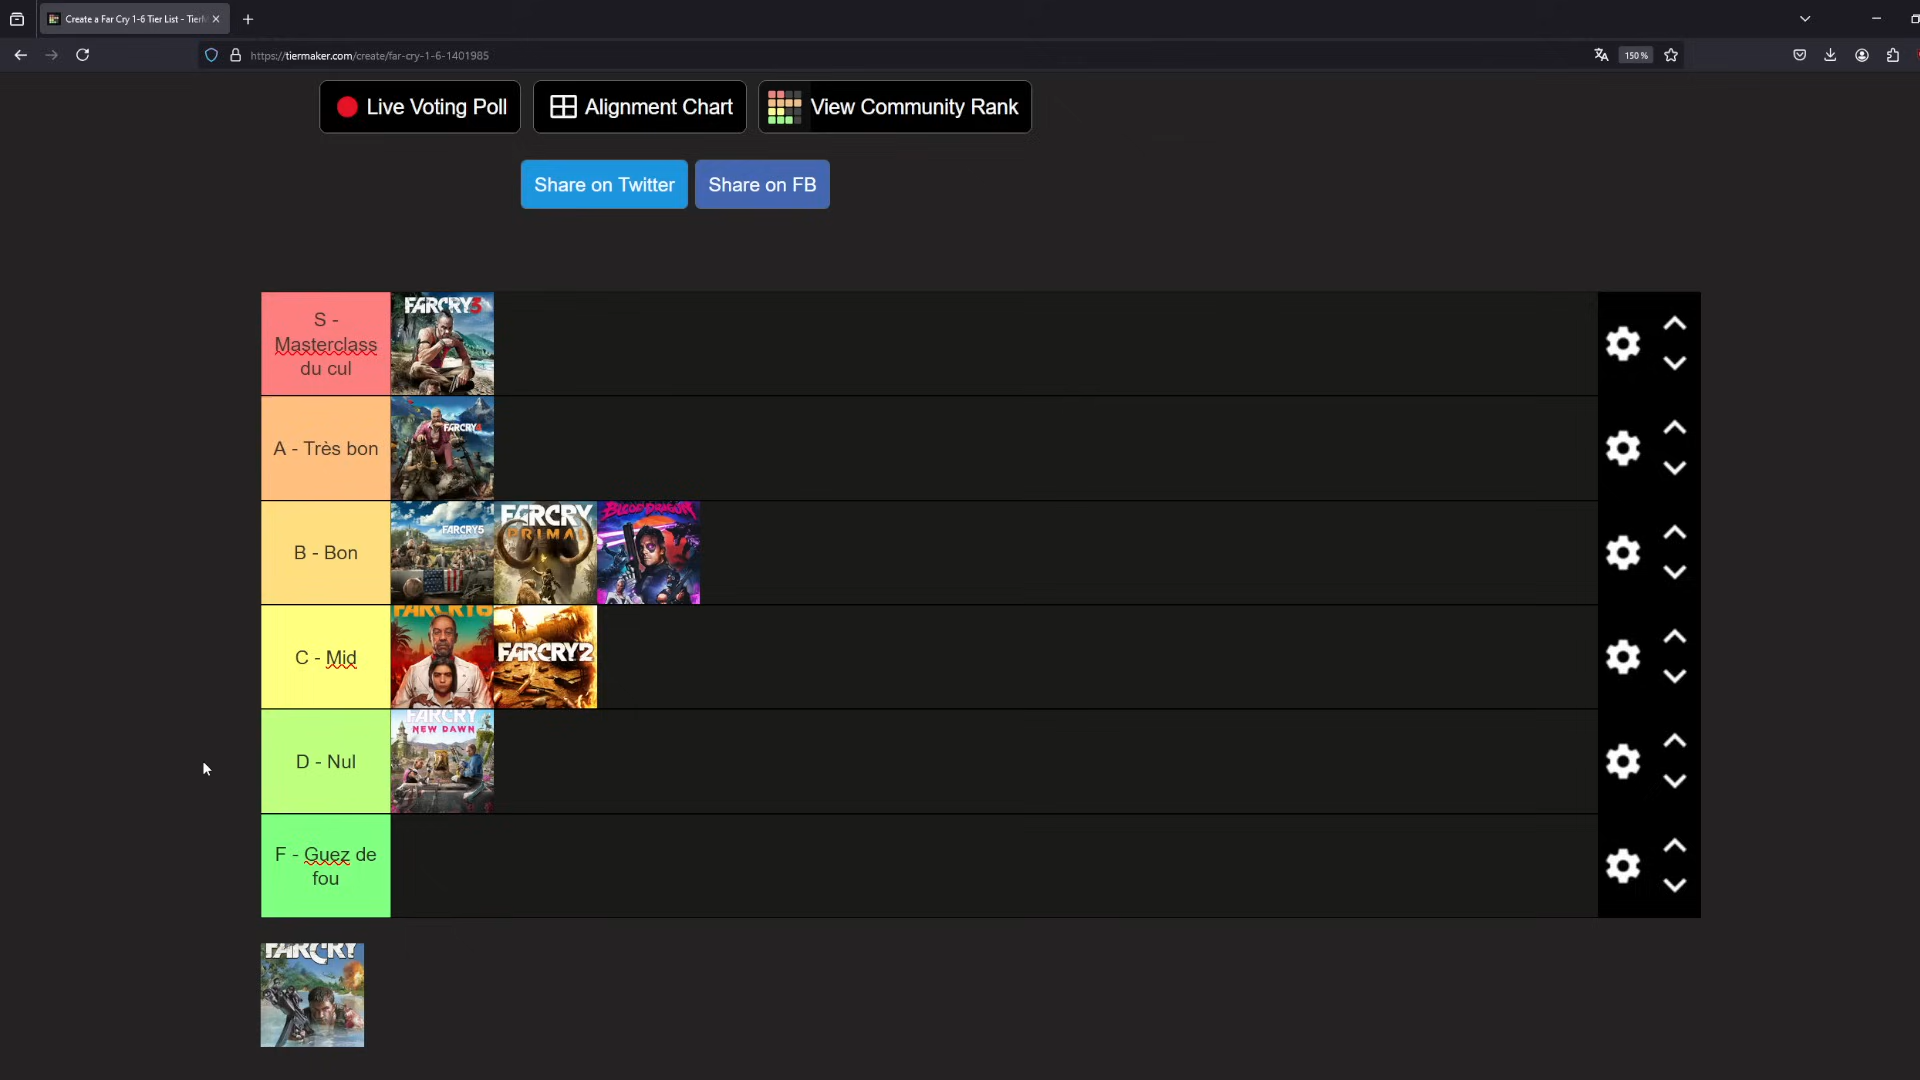 Create a Far Cry 1-6 Tier List - TierM
https://tiermaker.com/create/far-cry-1-6-1401985
150 %
Live Voting Poll
Alignment Chart
View Community Rank
Share on Twitter
Share on FB
S -
Masterclass
du cul
FARCRY3
A - Très bon
FARCRY4
B - Bon
FARCRY5
FARCRY
PRIMAL
BLOOD DRAGON
C - Mid
FARCRY6
FARCRY2
D - Nul
FARCRY
NEW DAWN
F - Guez de
fou
FARCRY